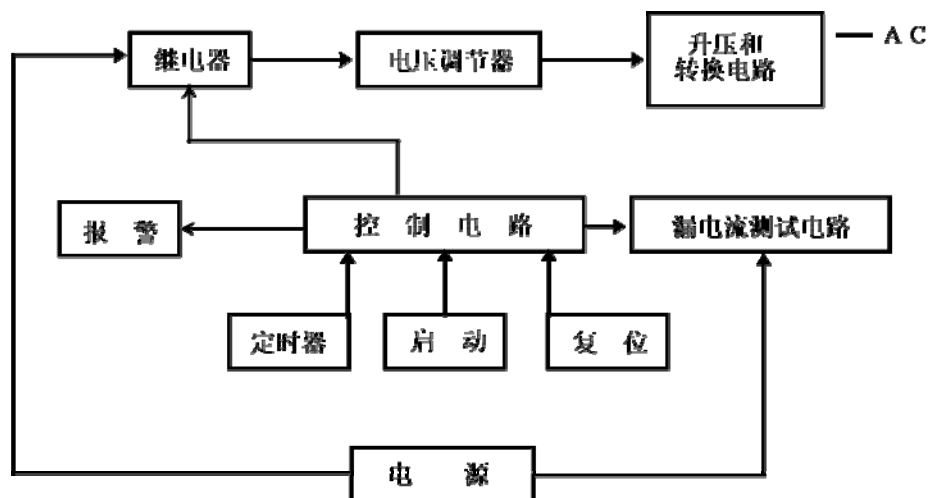 继电器
电压调节器
升压和
转换电路
AC
报 警
控 制 电 路
漏电流测试电路
定时器
启 动
复 位
电 源